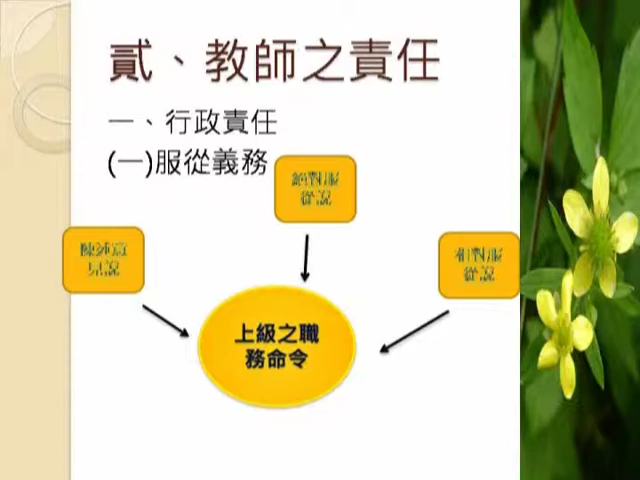 貳、教師之責任
一、行政責任
(一)服從義務
絕對服
從說
陳述意
見說
相對服
從說
上級之職
務命令